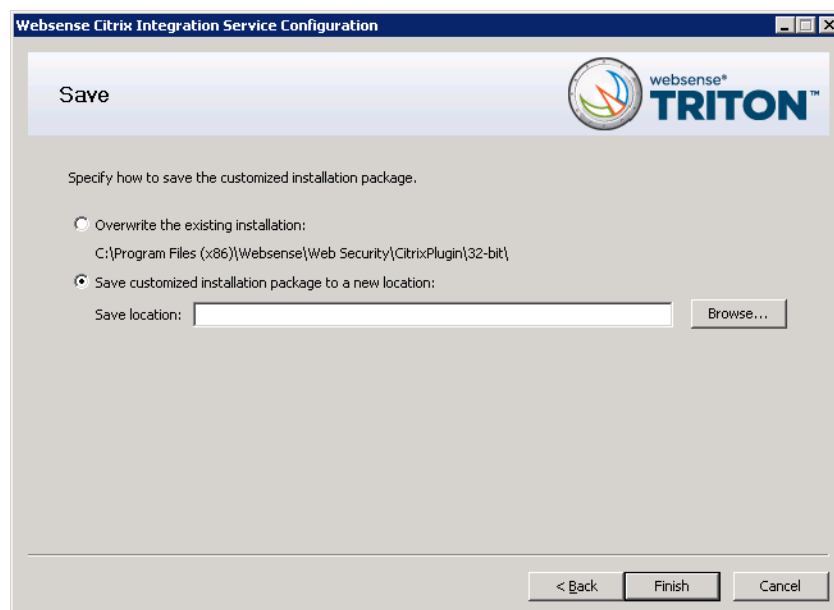 Websense Citrix Integration Service Configuration
Save
websense®
TRITON™
Specify how to save the customized installation package.
Overwrite the existing installation:
C:\Program Files (x86)\Websense\Web Security\CitrixPlugin\32-bit\
Save customized installation package to a new location:
Save location:
Browse...
< Back
Finish
Cancel